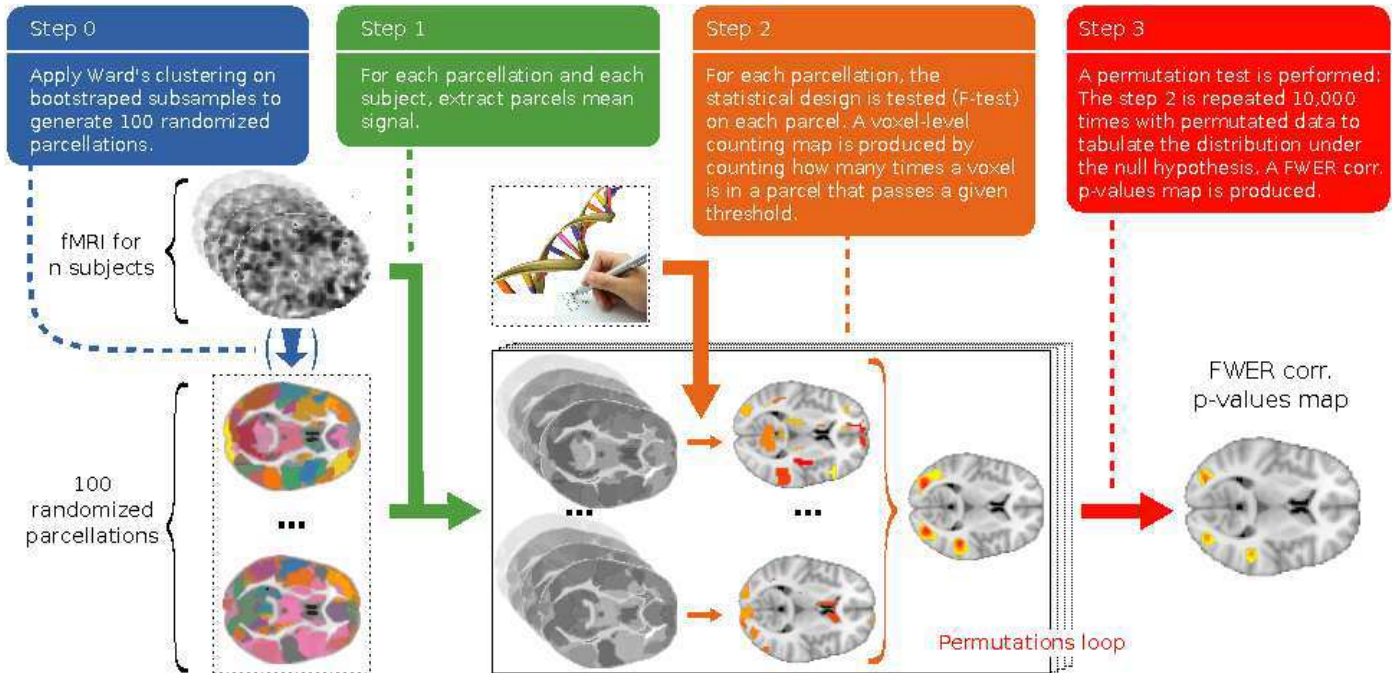 Step 0
Apply Ward's clustering on
bootstraped subsamples to
generate 100 randomized
parcellations.
Step 1
For each parcellation and each
subject, extract parcels mean
signal.
Step 2
For each parcellation, the
statistical design is tested (F-test)
on each parcel. A voxel-level
counting map is produced by
counting how many times a voxel
is in a parcel that passes a given
threshold.
Step 3
A permutation test is performed:
The step 2 is repeated 10,000
times with permutated data to
tabulate the distribution under
the null hypothesis. A FWER corr.
p-values map is produced.
fMRI for
n subjects
100
randomized
parcellations
...
...
...
Permutations loop
FWER corr.
p-values map